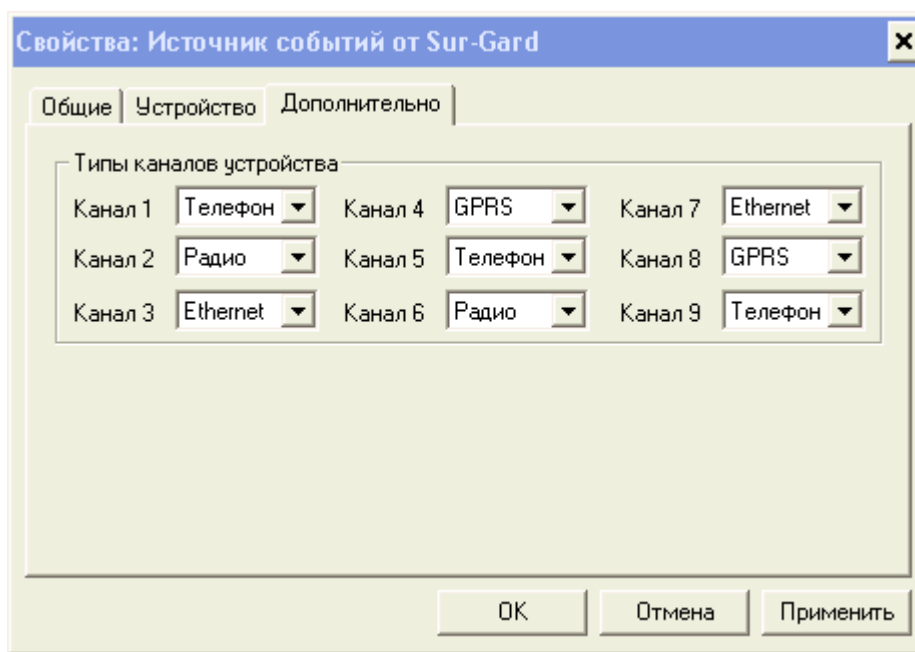 Свойства: Источник событий от Sur-Gard
Общие Устройство Дополнительно
Типы каналов устройства
Канал 1 Телефон Канал 4 GPRS Канал 7 Ethernet
Канал 2 Радио Канал 5 Телефон Канал 8 GPRS
Канал 3 Ethernet Канал 6 Радио Канал 9 Телефон
OK Отмена Применить